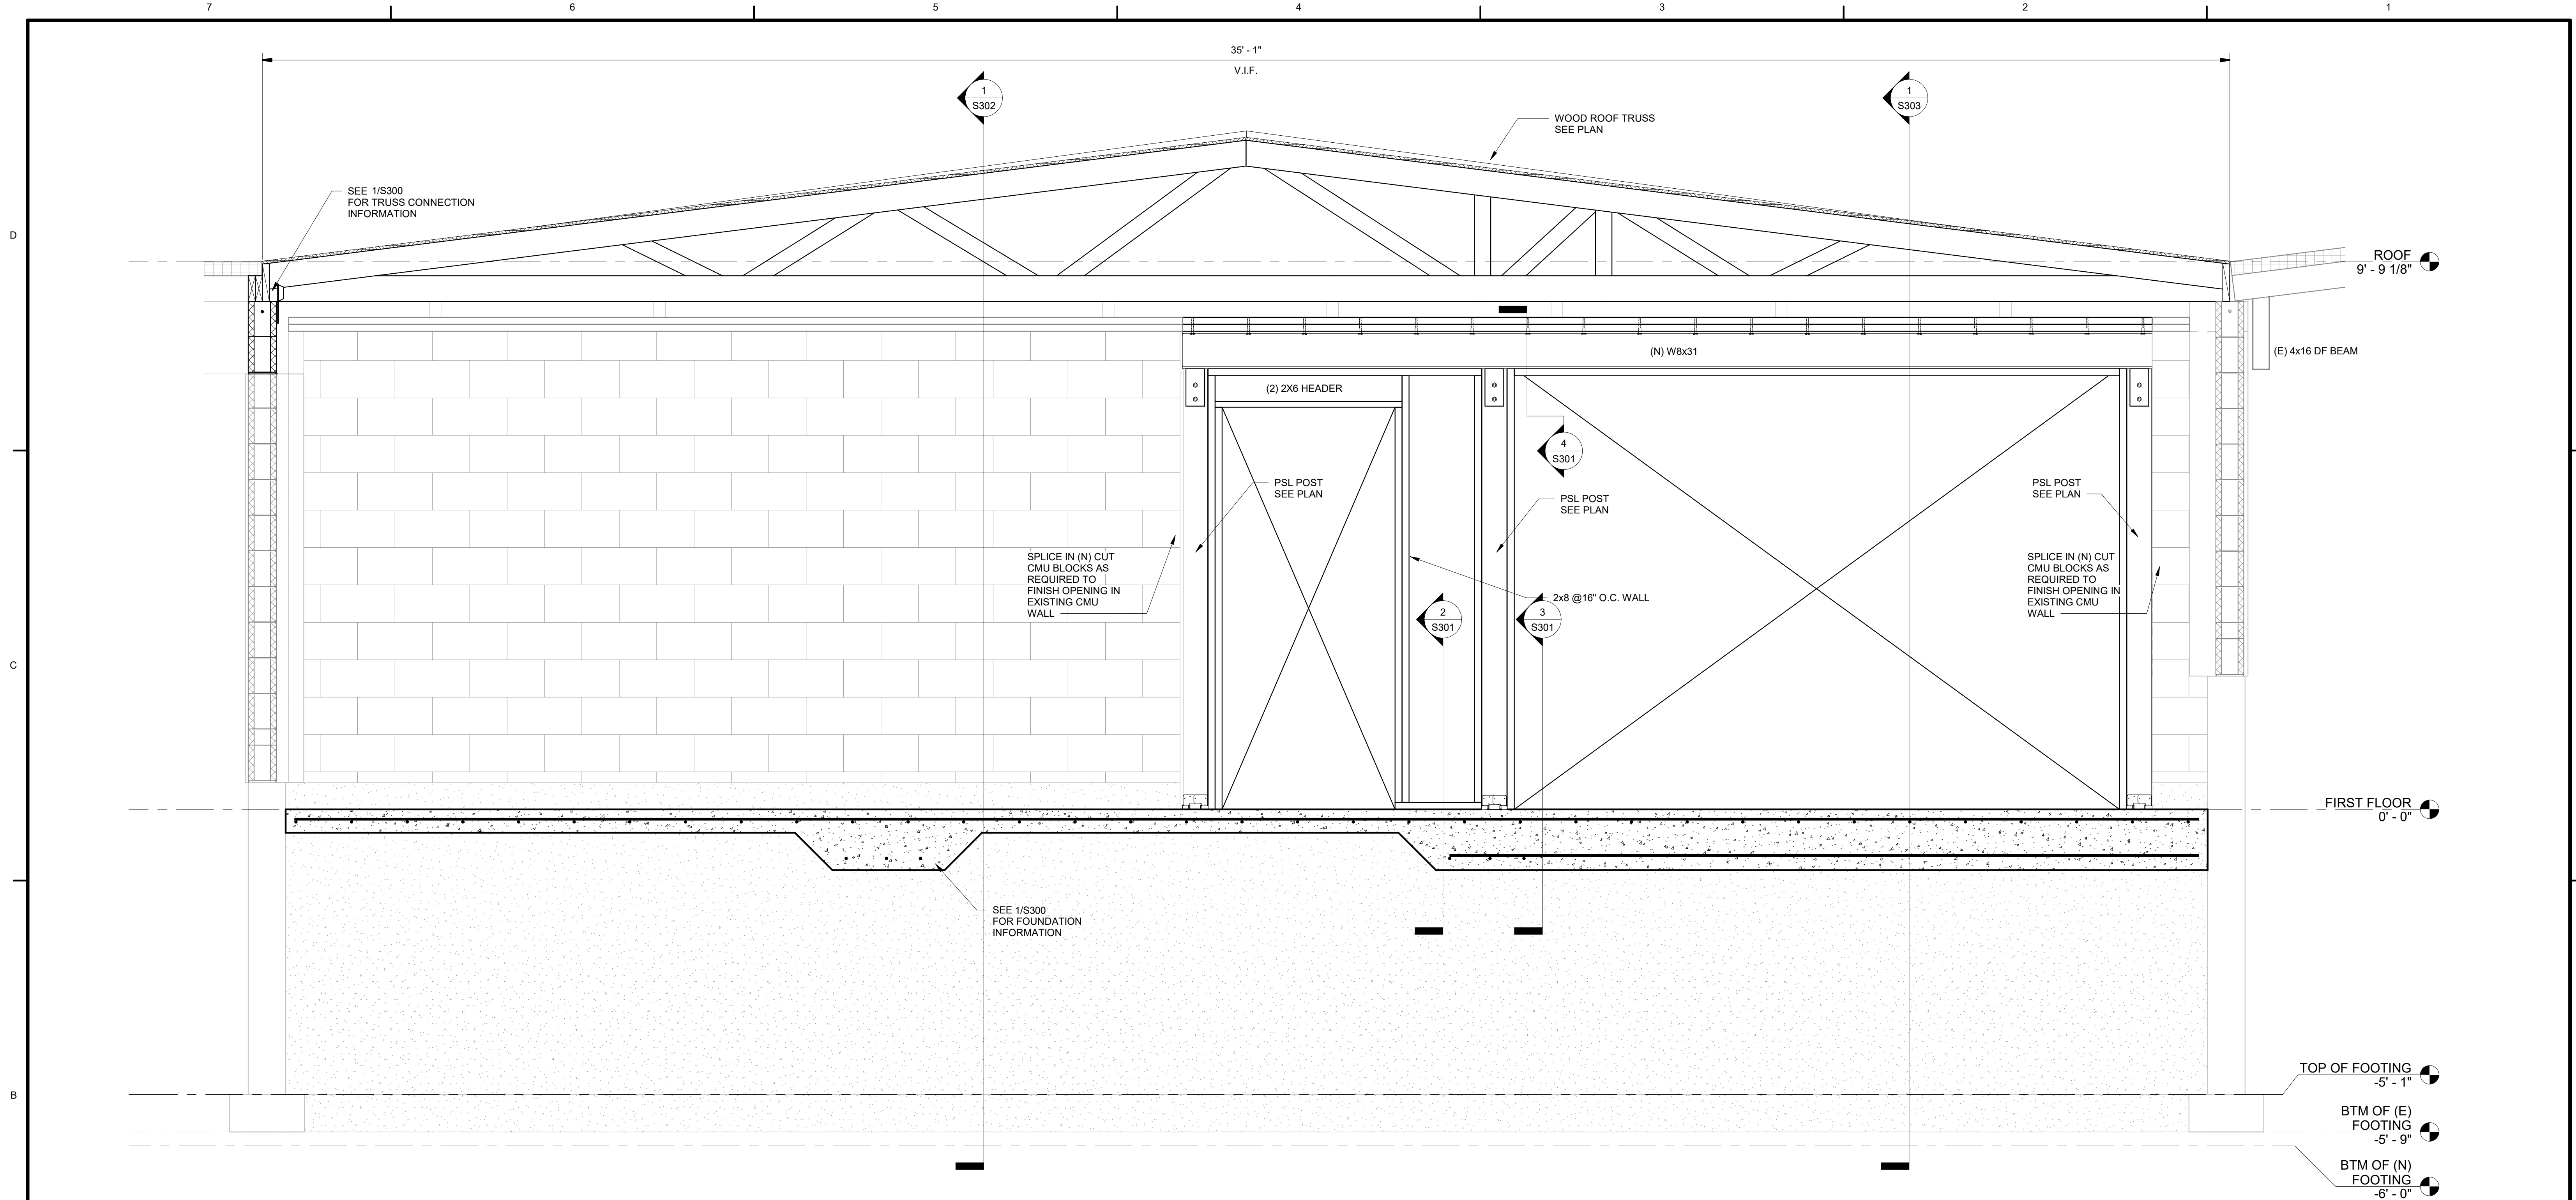 7 6 5 4 3 2 1
35' - 1"
V.I.F.
1
S302
1
S303
WOOD ROOF TRUSS
SEE PLAN
SEE 1/S300
FOR TRUSS CONNECTION
INFORMATION
D
ROOF
9' - 9 1/8"
(N) W8x31
(E) 4x16 DF BEAM
(2) 2X6 HEADER
4
S301
PSL POST
SEE PLAN
PSL POST
SEE PLAN
PSL POST
SEE PLAN
SPLICE IN (N) CUT
CMU BLOCKS AS
REQUIRED TO
FINISH OPENING IN
EXISTING CMU
WALL
SPLICE IN (N) CUT
CMU BLOCKS AS
REQUIRED TO
FINISH OPENING IN
EXISTING CMU
WALL
2x8 @16" O.C. WALL
2
S301
3
S301
C
FIRST FLOOR
0' - 0"
SEE 1/S300
FOR FOUNDATION
INFORMATION
TOP OF FOOTING
-5' - 1"
B
BTM OF (E)
FOOTING
-5' - 9"
BTM OF (N)
FOOTING
-6' - 0"